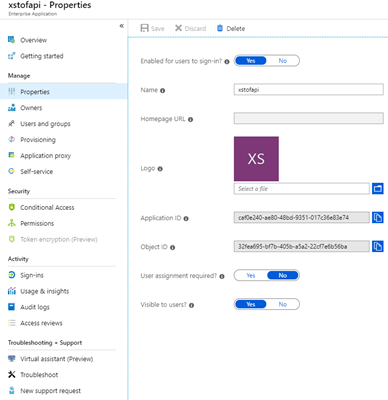 xstofapi - Properties
Enterprise Application
«
Save Discard Delete
Overview
Getting started
Manage
Properties
Owners
Users and groups
Provisioning
Application proxy
Self-service
Security
Conditional Access
Permissions
Token encryption (Preview)
Activity
Sign-ins
Usage & insights
Audit logs
Access reviews
Troubleshooting + Support
Virtual assistant (Preview)
Troubleshoot
New support request
Enabled for users to sign-in? Yes No
Name xstofapi
Homepage URL
Logo XS
Select a file
Application ID caf0e240-ae80-48bd-9351-017c36e83e74
Object ID 32fea695-bf7b-405b-a5a2-22cf7e6b56ba
User assignment required? Yes No
Visible to users? Yes No